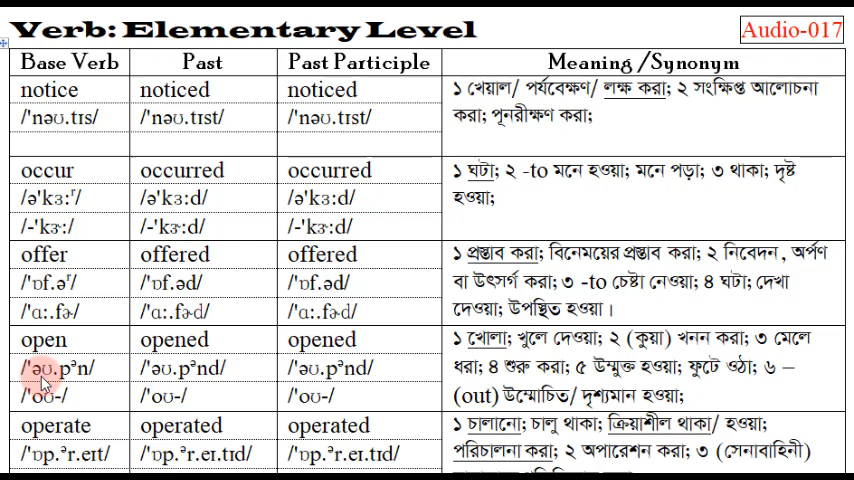 Verb: Elementary Level
Audio-017
Base Verb Past Past Participle Meaning /Synonym
notice noticed noticed ১ খেয়াল/ পর্যবেক্ষণ/ লক্ষ করা; ২ সংক্ষিপ্ত আলোচনা
/ˈnəʊ.tɪs/ /ˈnəʊ.tɪst/ /ˈnəʊ.tɪst/ করা; পূনরীক্ষণ করা;
occur occurred occurred ১ ঘটা; ২ -to মনে হওয়া; মনে পড়া; ৩ থাকা; দৃষ্ট
/əˈkɜːʳ/ /əˈkɜːd/ /əˈkɜːd/ হওয়া;
/-ˈkɝː/ /-ˈkɝːd/ /-ˈkɝːd/
offer offered offered ১ প্রস্তাব করা; বিনেময়ের প্রস্তাব করা; ২ নিবেদন, অর্পণ
/ˈɒf.əʳ/ /ˈɒf.əd/ /ˈɒf.əd/ বা উৎসর্গ করা; ৩ -to চেষ্টা নেওয়া; ৪ ঘটা; দেখা
/ˈɑː.fɚ/ /ˈɑː.fɚd/ /ˈɑː.fɚd/ দেওয়া; উপস্থিত হওয়া।
open opened opened ১ খোলা; খুলে দেওয়া; ২ (কুয়া) খনন করা; ৩ মেলে
/ˈəʊ.pᵊn/ /ˈəʊ.pᵊnd/ /ˈəʊ.pᵊnd/ ধরা; ৪ শুরু করা; ৫ উম্মুক্ত হওয়া; ফুটে ওঠা; ৬ –
/ˈoʊ-/ /ˈoʊ-/ /ˈoʊ-/ (out) উম্মোচিত/ দৃশ্যমান হওয়া;
operate operated operated ১ চালানো; চালু থাকা; ক্রিয়াশীল থাকা/ হওয়া;
/ˈɒp.ᵊr.eɪt/ /ˈɒp.ᵊr.eɪ.tɪd/ /ˈɒp.ᵊr.eɪ.tɪd/ পরিচালনা করা; ২ অপারেশন করা; ৩ (সেনাবাহিনী)